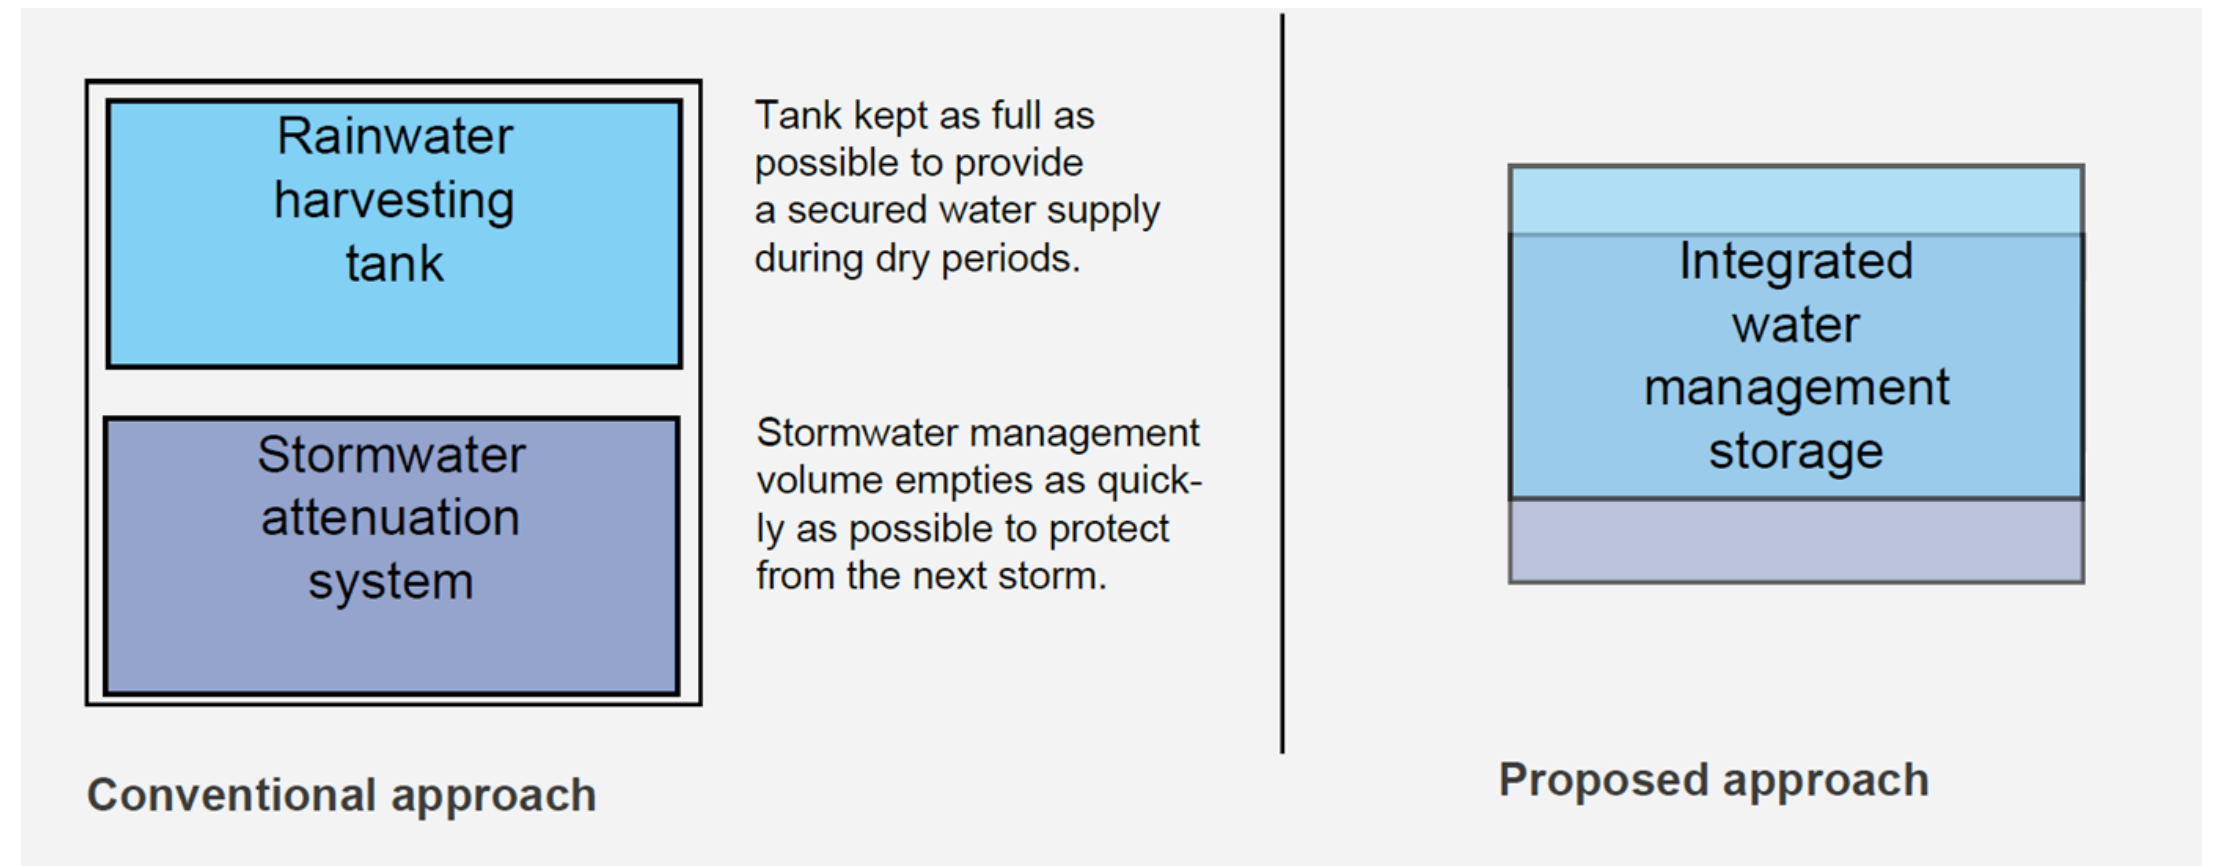 Rainwater
harvesting
tank
Tank kept as full as
possible to provide
a secured water supply
during dry periods.
Stormwater
attenuation
system
Stormwater management
volume empties as quick-
ly as possible to protect
from the next storm.
Conventional approach
Integrated
water
management
storage
Proposed approach